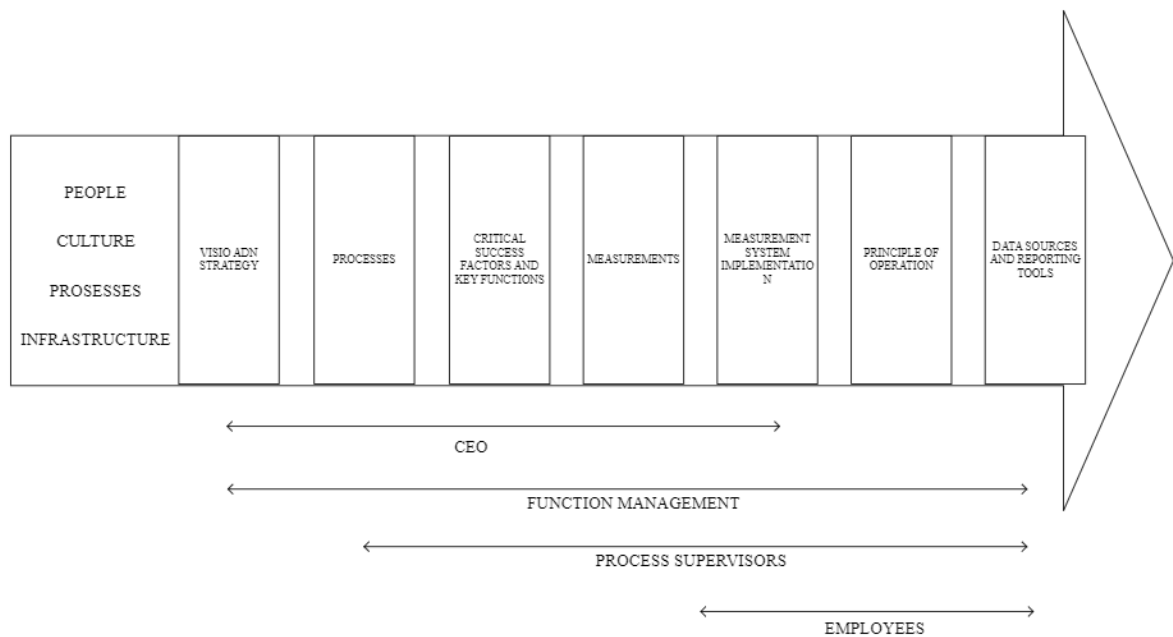 PEOPLE
CULTURE
PROSESSES
INFRASTRUCTURE
VISIO ADN
STRATEGY
PROCESSES
CRITICAL
SUCCESS
FACTORS AND
KEY FUNCTIONS
MEASUREMENTS
MEASUREMENT
SYSTEM
IMPLEMENTATIO
N
PRINCIPLE OF
OPERATION
DATA SOURCES
AND REPORTING
TOOLS
CEO
FUNCTION MANAGEMENT
PROCESS SUPERVISORS
EMPLOYEES